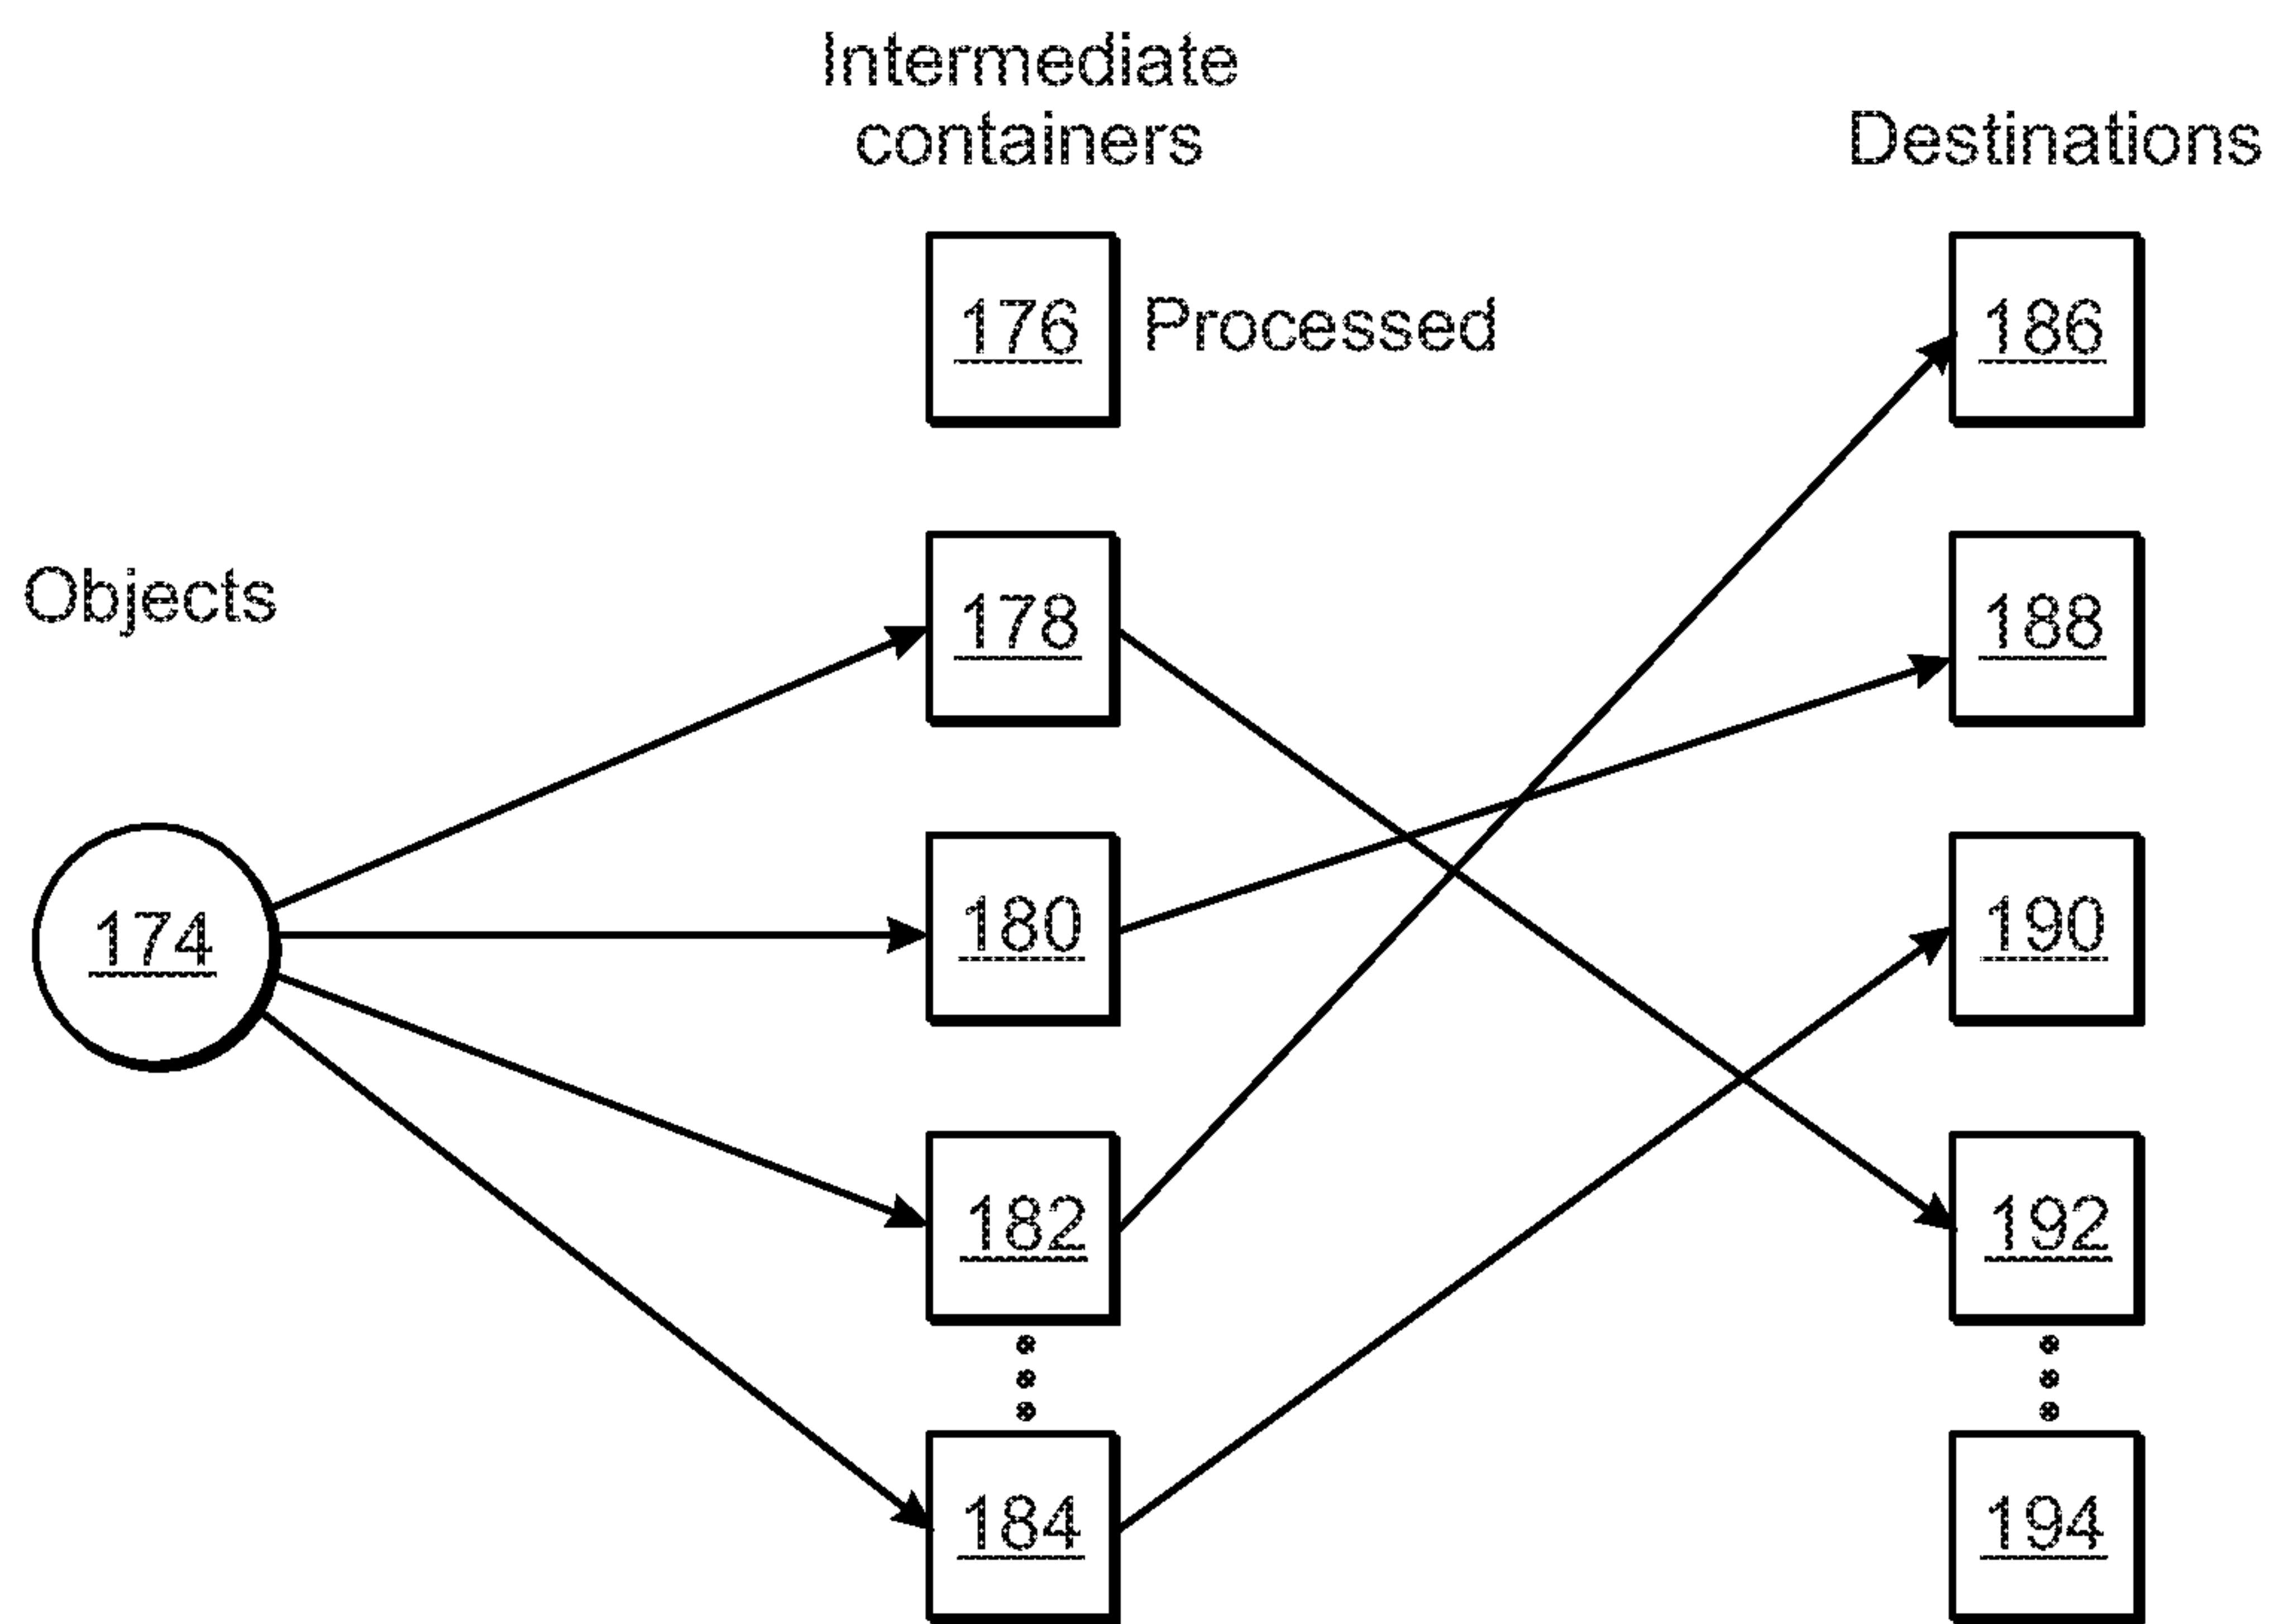 Intermediate
containers
Destinations
176 Processed
186
Objects
178
188
174
180
190
182
192
184
194